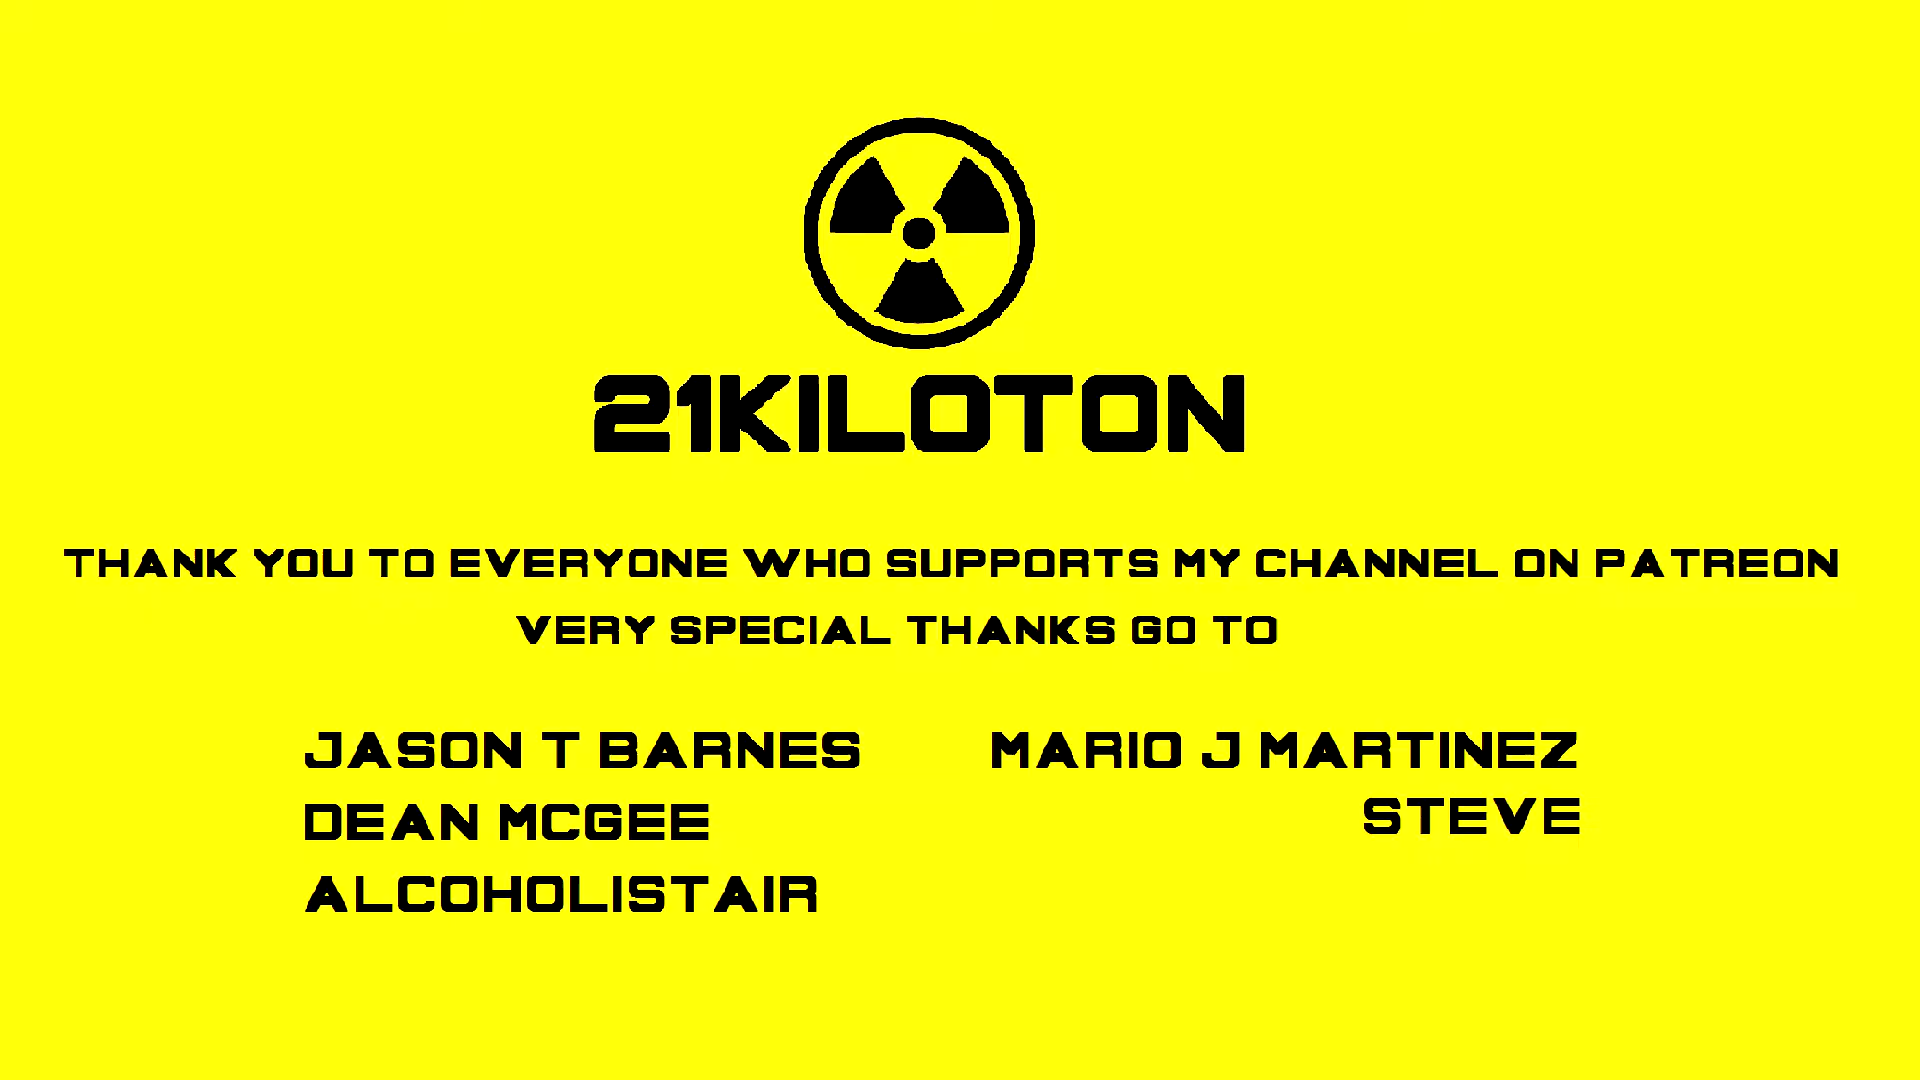 21KILOTON
THANK YOU TO EVERYONE WHO SUPPORTS MY CHANNEL ON PATREON
VERY SPECIAL THANKS GO TO
JASON T BARNES
DEAN MCGEE
ALCOHOLISTAIR
MARIO J MARTINEZ
STEVE